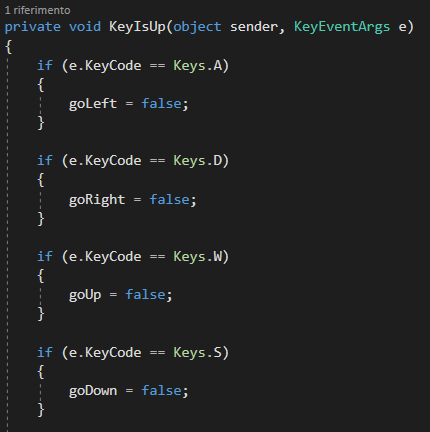 1 riferimento
private void KeyIsUp(object sender, KeyEventArgs e)
{
    if (e.KeyCode == Keys.A)
    {
        goLeft = false;
    }

    if (e.KeyCode == Keys.D)
    {
        goRight = false;
    }

    if (e.KeyCode == Keys.W)
    {
        goUp = false;
    }

    if (e.KeyCode == Keys.S)
    {
        goDown = false;
    }